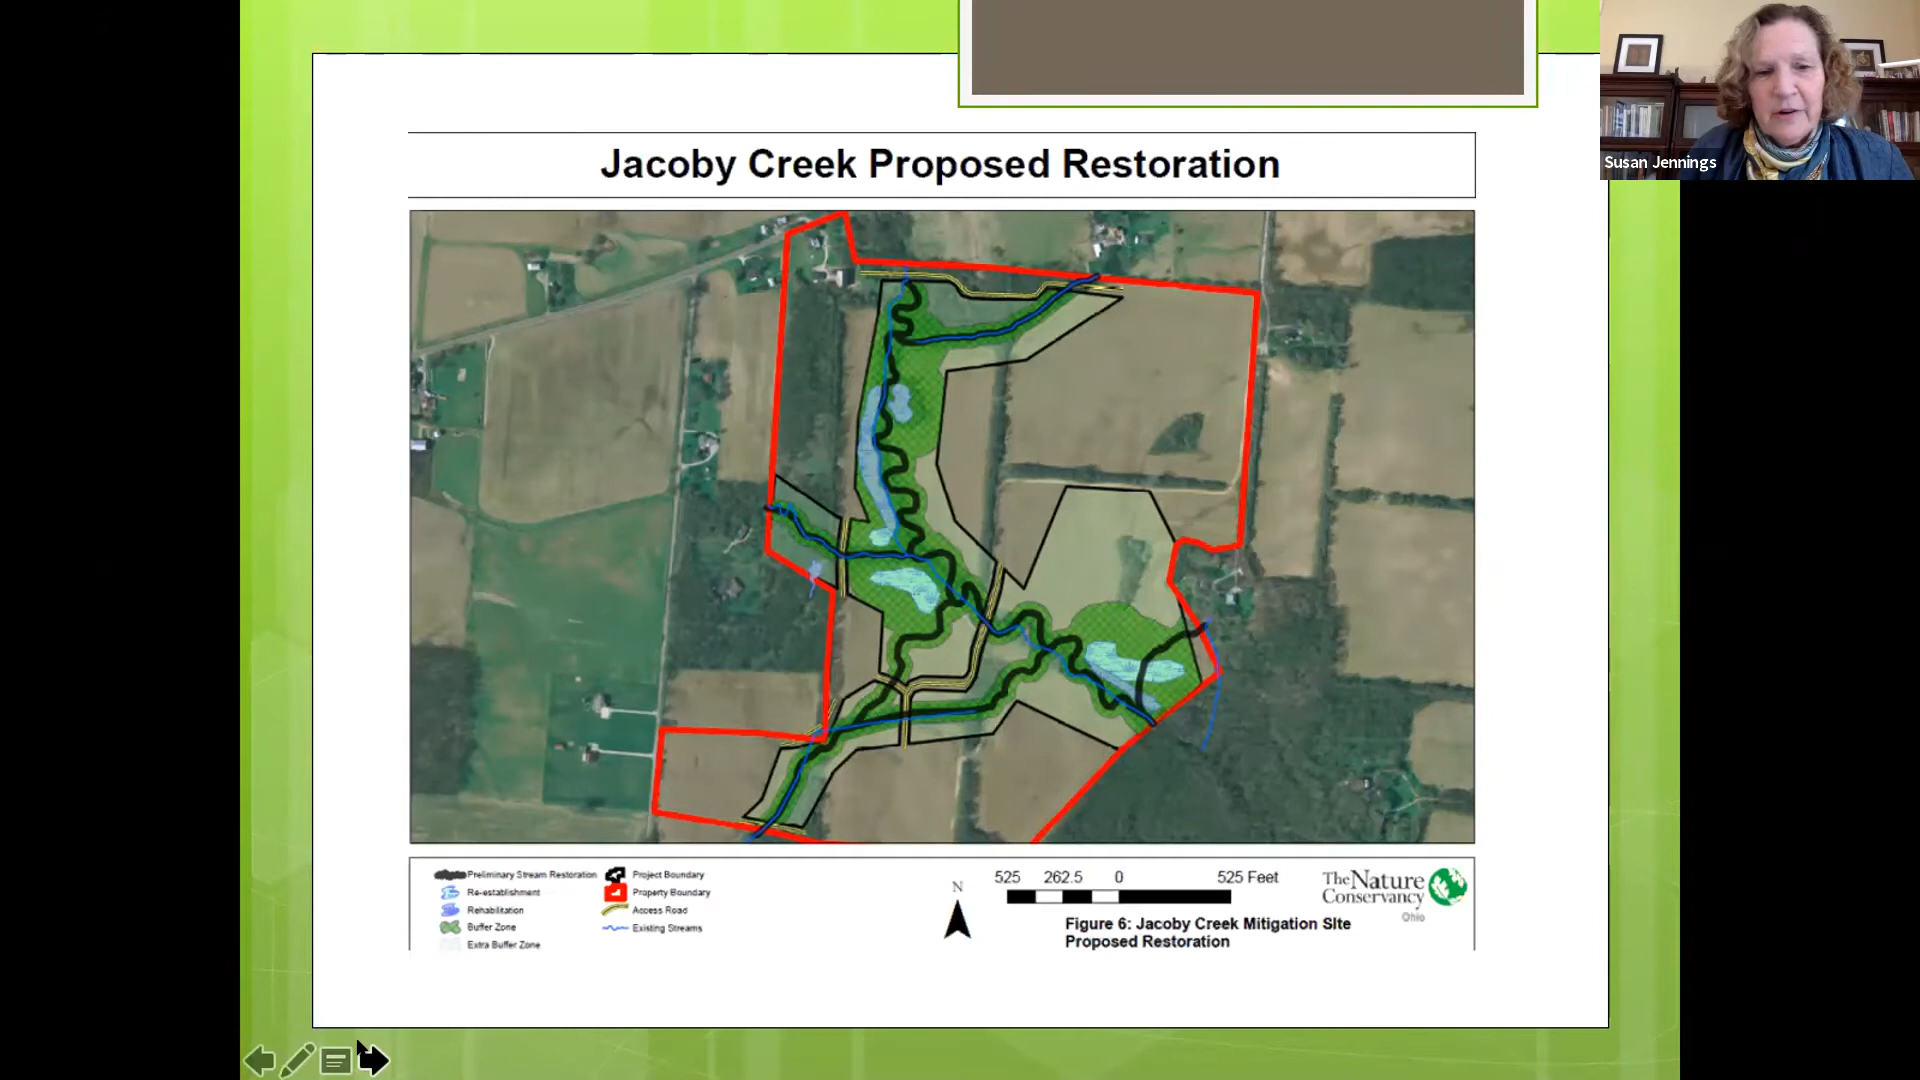 Susan Jennings
Jacoby Creek Proposed Restoration
Preliminary Stream Restoration
Re-establishment
Rehabilitation
Buffer Zone
Extra Buffer Zone
Project Boundary
Property Boundary
Access Road
Existing Streams
N
525 262.5 0 525 Feet
Figure 6: Jacoby Creek Mitigation SIte
Proposed Restoration
The Nature
Conservancy
Ohio